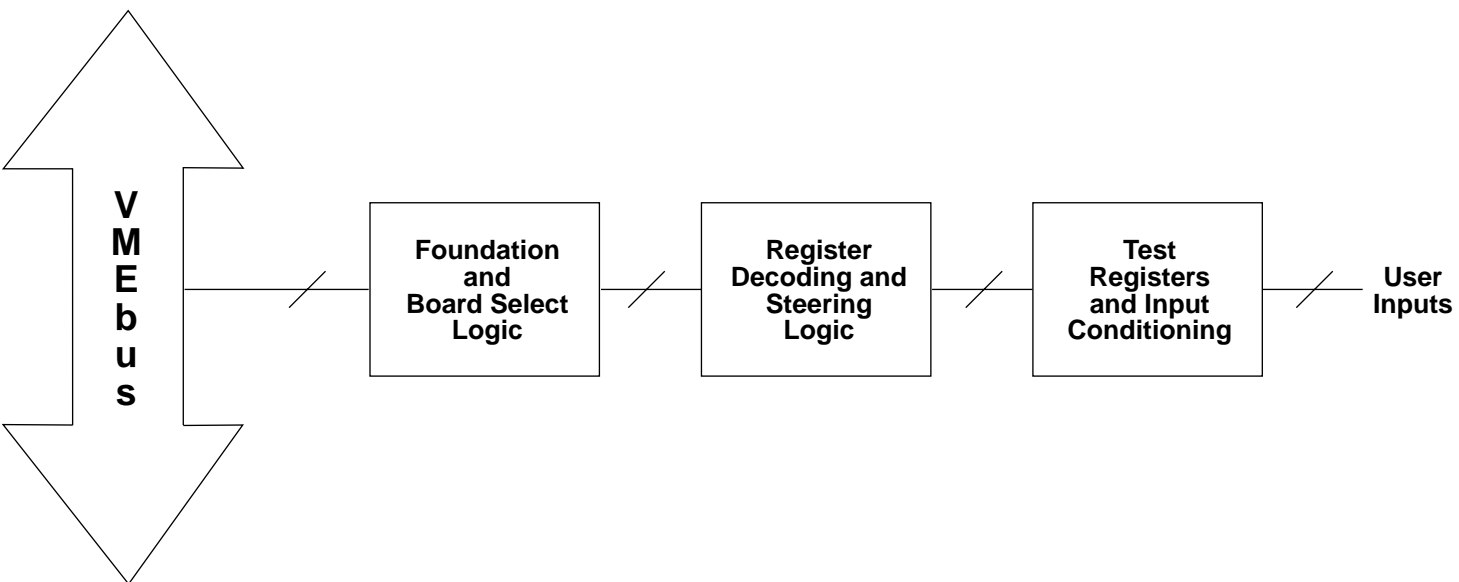 V
M
E
b
u
s
Foundation
and
Board Select
Logic
Register
Decoding and
Steering
Logic
Test
Registers
and Input
Conditioning
User
Inputs